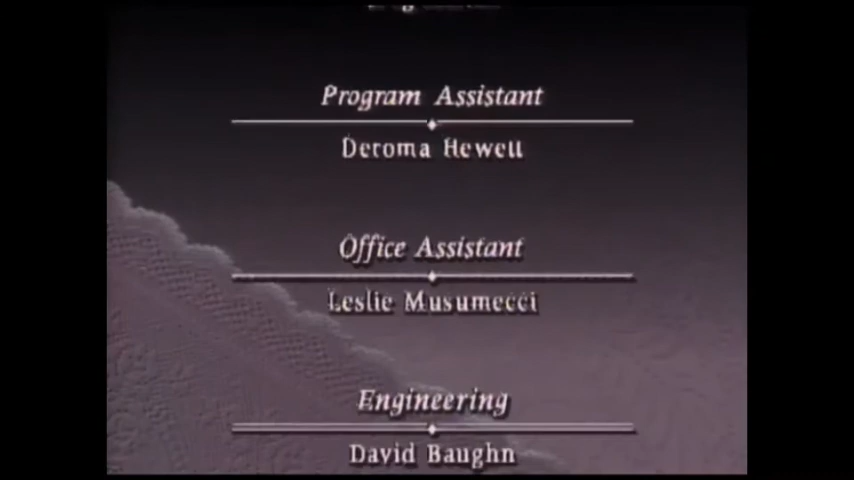 Program Assistant
Deroma Hewell
Office Assistant
Leslie Musumecci
Engineering
David Baughn